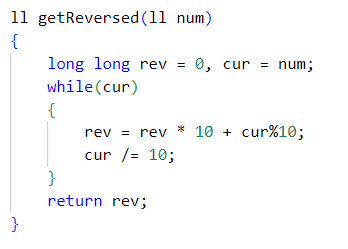 ll getReversed(ll num)
{
    long long rev = 0, cur = num;
    while(cur)
    {
        rev = rev * 10 + cur%10;
        cur /= 10;
    }
    return rev;
}